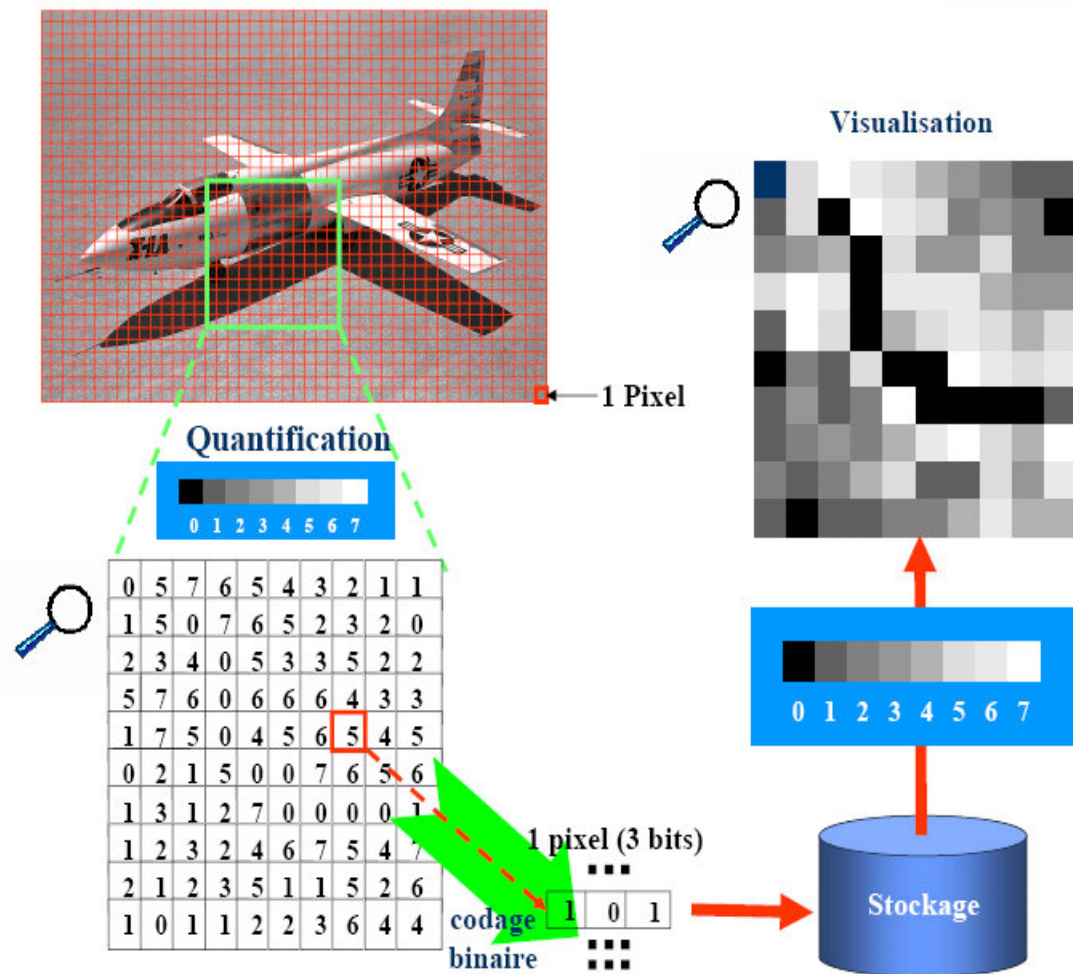 Visualisation
X-1A
1 Pixel
Quantification
0 1 2 3 4 5 6 7
0 5 7 6 5 4 3 2 1 1
1 5 0 7 6 5 2 3 2 0
2 3 4 0 5 3 3 5 2 2
5 7 6 0 6 6 6 4 3 3
1 7 5 0 4 5 6 5 4 5
0 2 1 5 0 0 7 6 5 6
1 3 1 2 7 0 0 0 0 1
1 2 3 2 4 6 7 5 4 7
2 1 2 3 5 1 1 5 2 6
1 0 1 1 2 2 3 6 4 4
1 pixel (3 bits)
1 0 1
codage
binaire
0 1 2 3 4 5 6 7
Stockage